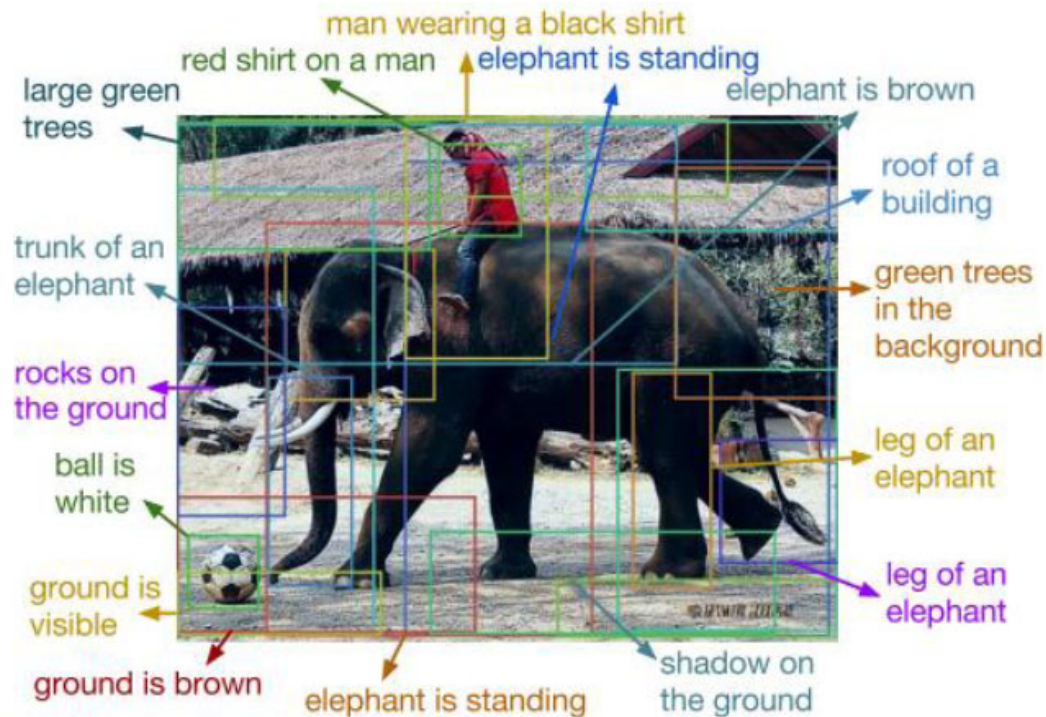 man wearing a black shirt
red shirt on a man
elephant is standing
large green
trees
elephant is brown
roof of a
building
trunk of an
elephant
green trees
in the
background
rocks on
the ground
ball is
white
leg of an
elephant
ground is
visible
leg of an
elephant
ground is brown
elephant is standing
shadow on
the ground